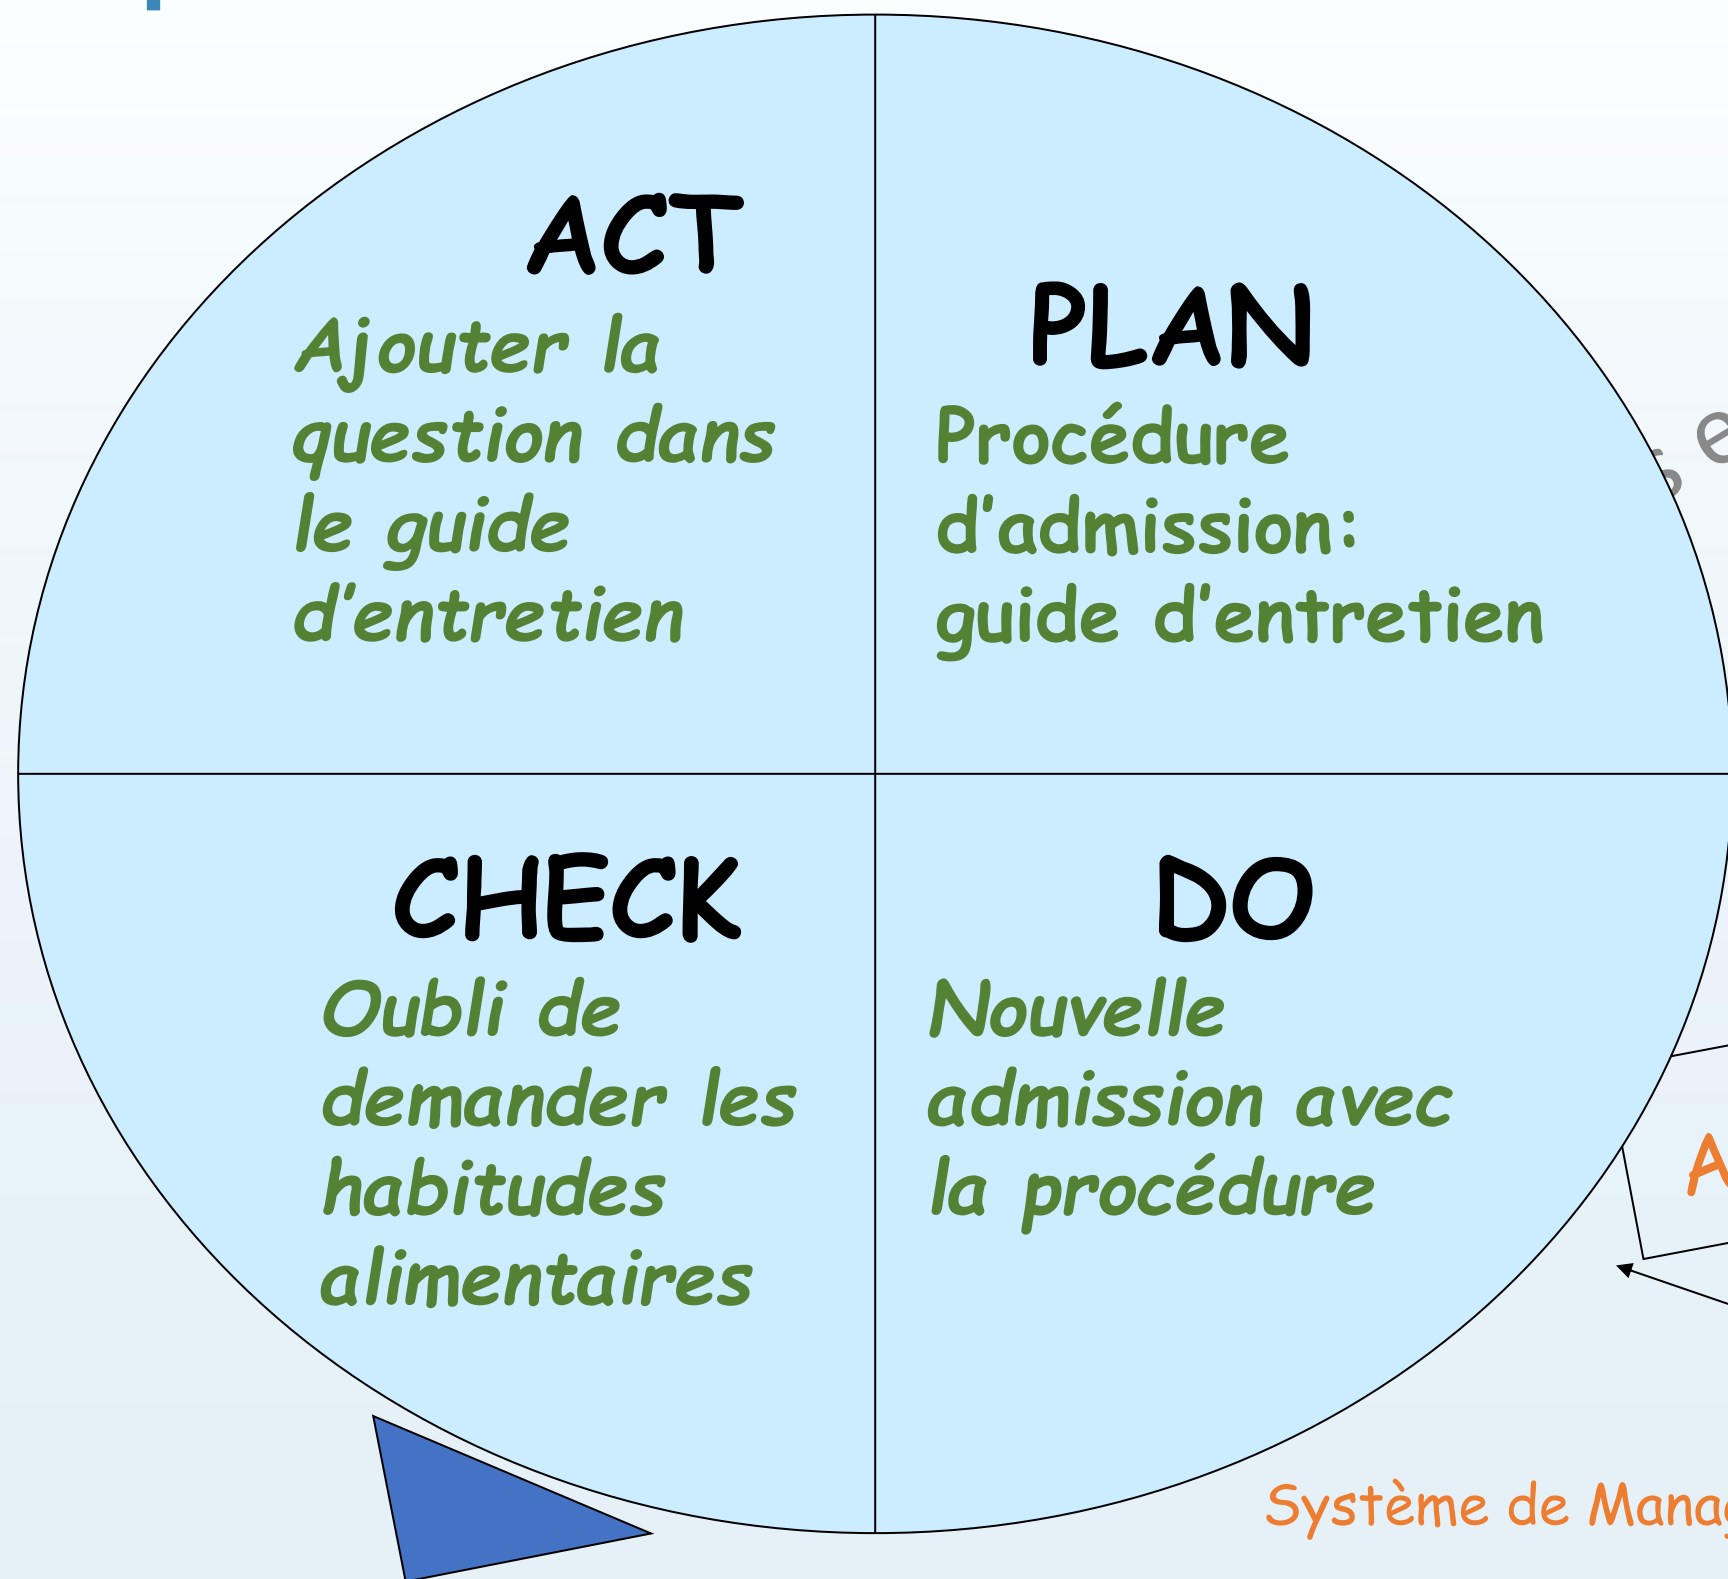 ACT
Ajouter la
question dans
le guide
d'entretien
PLAN
Procédure
d'admission:
guide d'entretien
CHECK
Oubli de
demander les
habitudes
alimentaires
DO
Nouvelle
admission avec
la procédure
Système de